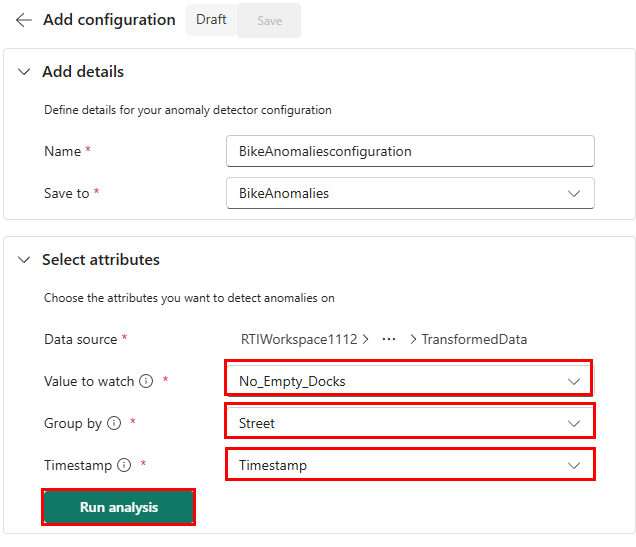 Add configuration Draft Save
Add details
Define details for your anomaly detector configuration
Name * BikeAnomaliesconfiguration
Save to * BikeAnomalies
Select attributes
Choose the attributes you want to detect anomalies on
Data source * RTIWorkspace1112 > ··· > TransformedData
Value to watch * No_Empty_Docks
Group by * Street
Timestamp * Timestamp
Run analysis